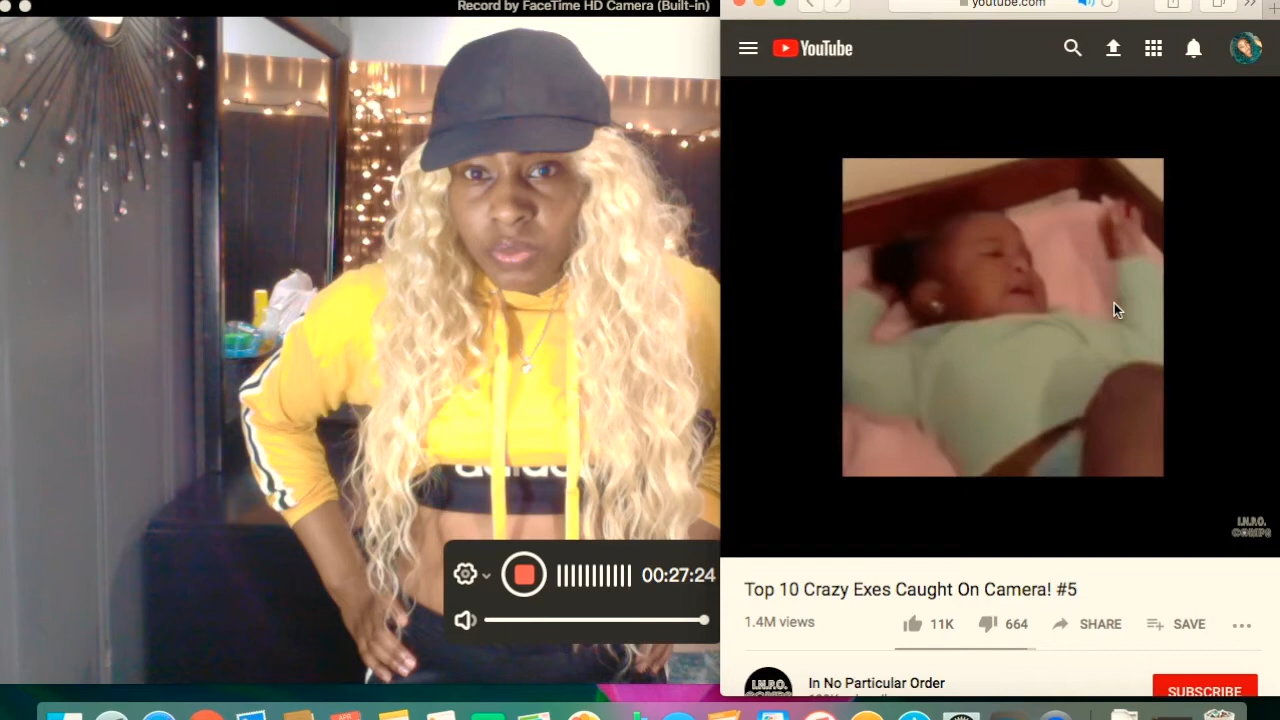 Record by FaceTime HD Camera (Built-in)
youtube.com
YouTube
adidas
00:27:24
I.N.P.O.
Top 10 Crazy Exes Caught On Camera! #5
1.4M views
11K
664
SHARE
SAVE
I.N.P.O.
In No Particular Order
SUBSCRIBE